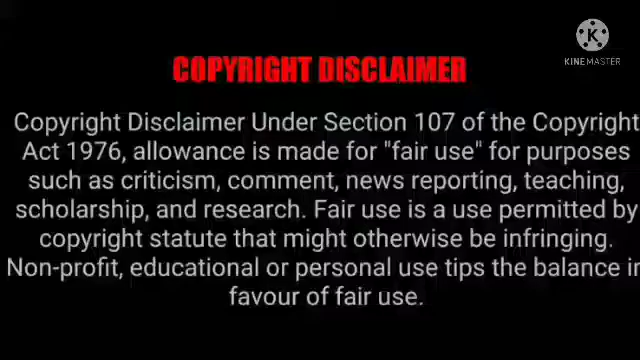 KINEMASTER
COPYRIGHT DISCLAIMER
Copyright Disclaimer Under Section 107 of the Copyright
Act 1976, allowance is made for "fair use" for purposes
such as criticism, comment, news reporting, teaching,
scholarship, and research. Fair use is a use permitted by
copyright statute that might otherwise be infringing.
Non-profit, educational or personal use tips the balance in
favour of fair use.